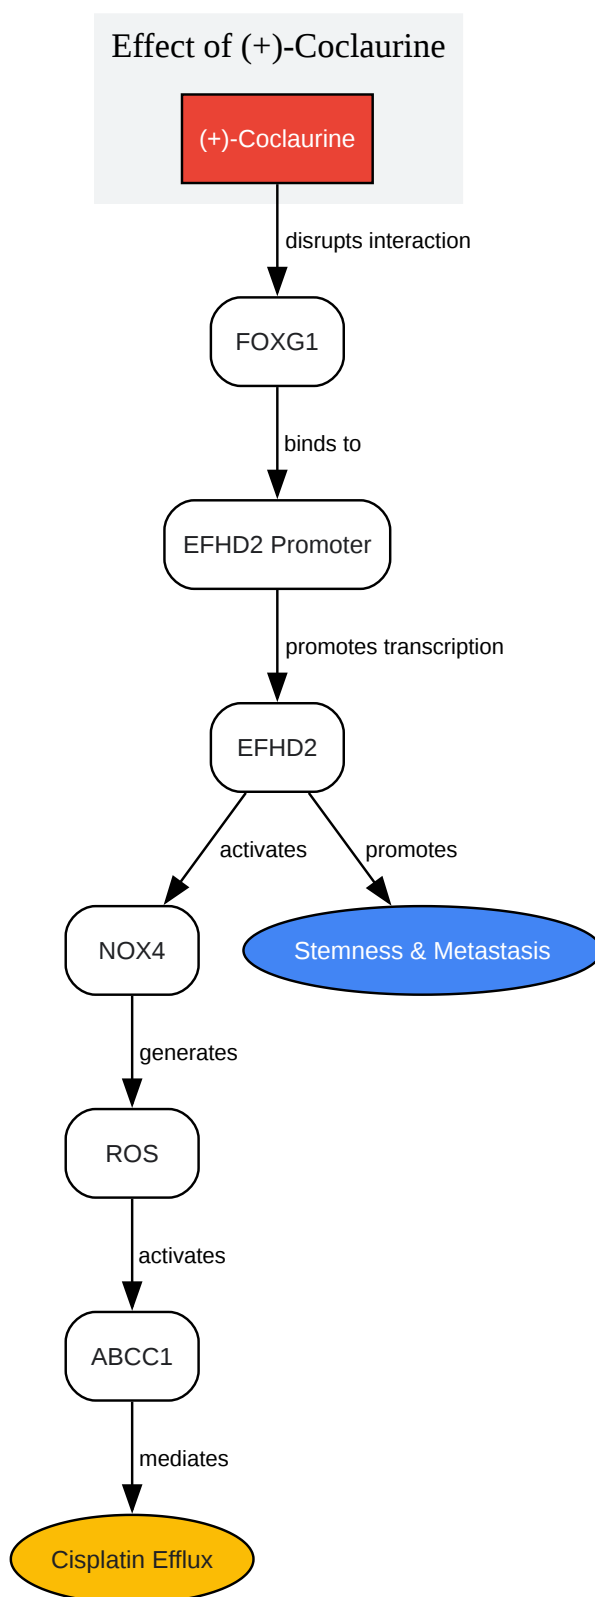 Effect of (+)-Coclaurine
(+)-Coclaurine
disrupts interaction
FOXG1
binds to
EFHD2 Promoter
promotes transcription
EFHD2
activates
promotes
NOX4
Stemness & Metastasis
generates
ROS
activates
ABCC1
mediates
Cisplatin Efflux